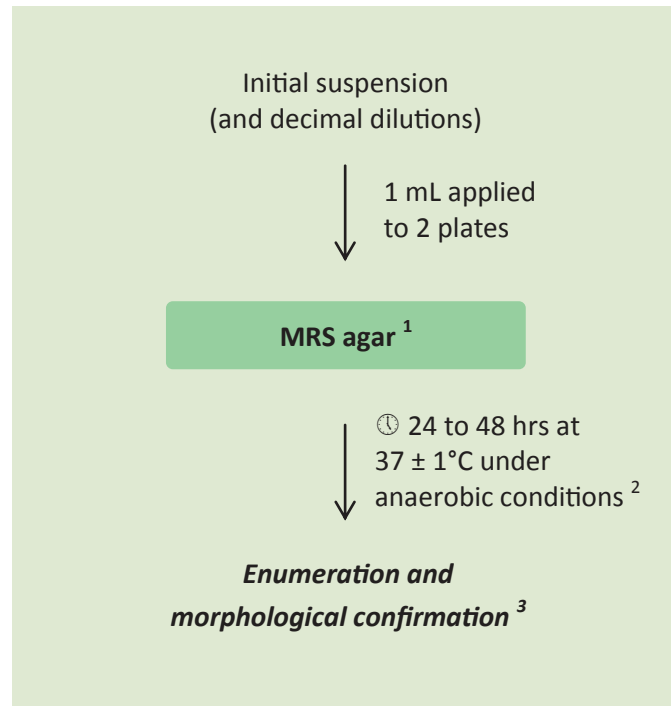 Initial suspension
(and decimal dilutions)
1 mL applied
to 2 plates
MRS agar ¹
24 to 48 hrs at
37 ± 1°C under
anaerobic conditions ²
Enumeration and
morphological confirmation ³